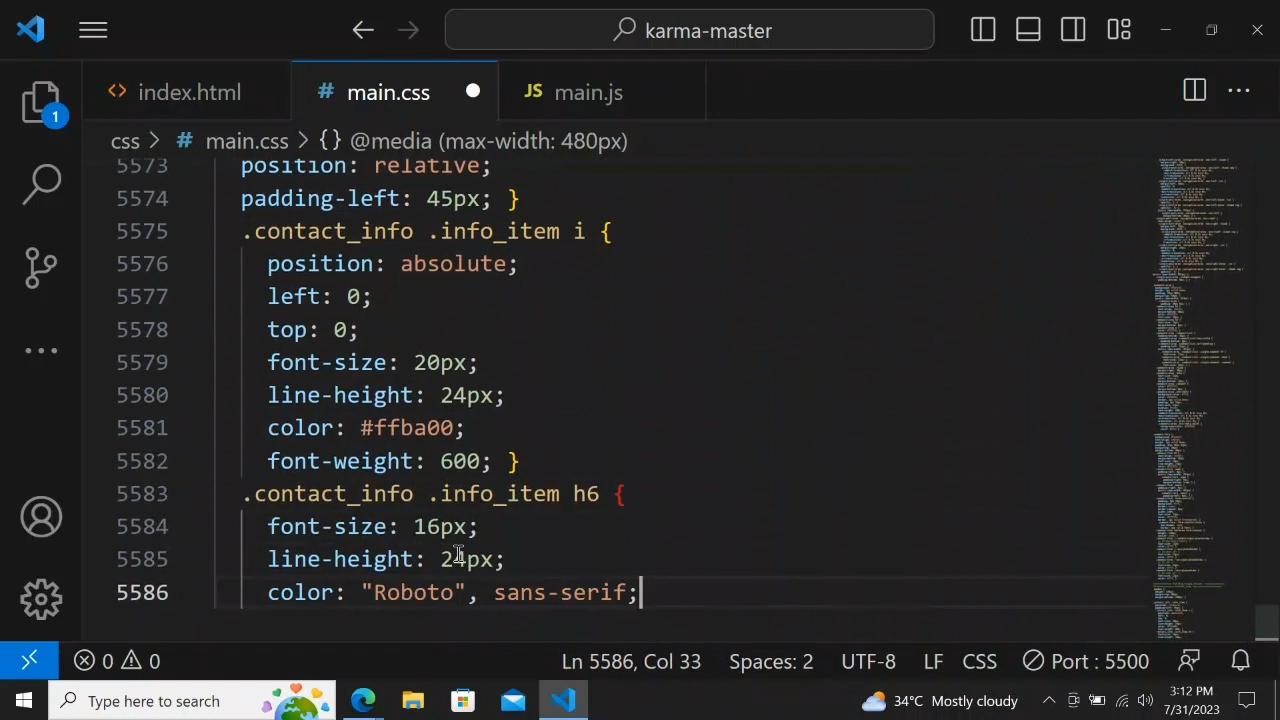 karma-master
index.html
# main.css
JS main.js
1
css > # main.css > {} @media (max-width: 480px)
5573 position: relative;
5574 padding-left: 45px; }
5575 .contact_info .info_item i {
5576 position: absolute;
5577 left: 0;
5578 top: 0;
5579 font-size: 20px;
5580 line-height: 24px;
5581 color: #ffba00;
5582 font-weight: 600; }
5583 .contact_info .info_item h6 {
5584 font-size: 16px;
5585 line-height:
5586 color: "Roboto", sans-serif;
0 0
Ln 5586, Col 33
Spaces: 2
UTF-8
LF
CSS
Port : 5500
Type here to search
34°C Mostly cloudy
3:12 PM
7/31/2023